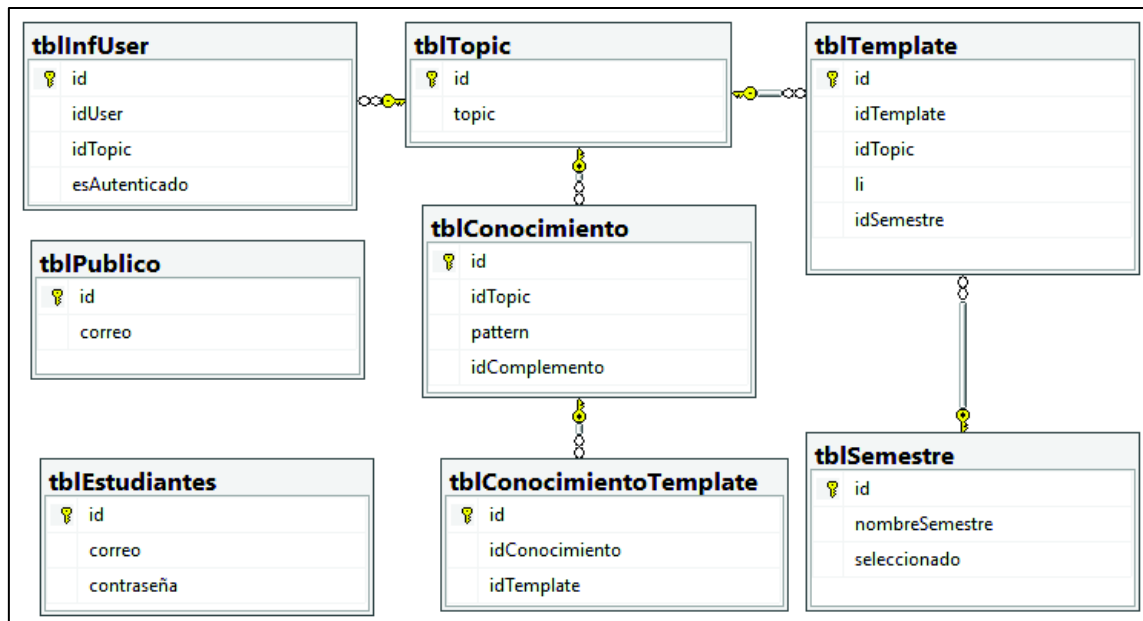 tblInfUser
id
idUser
idTopic
esAutenticado
tblTopic
id
topic
tblTemplate
id
idTemplate
idTopic
li
idSemestre
tblPublico
id
correo
tblConocimiento
id
idTopic
pattern
idComplemento
tblEstudiantes
id
correo
contraseña
tblConocimientoTemplate
id
idConocimiento
idTemplate
tblSemestre
id
nombreSemestre
seleccionado